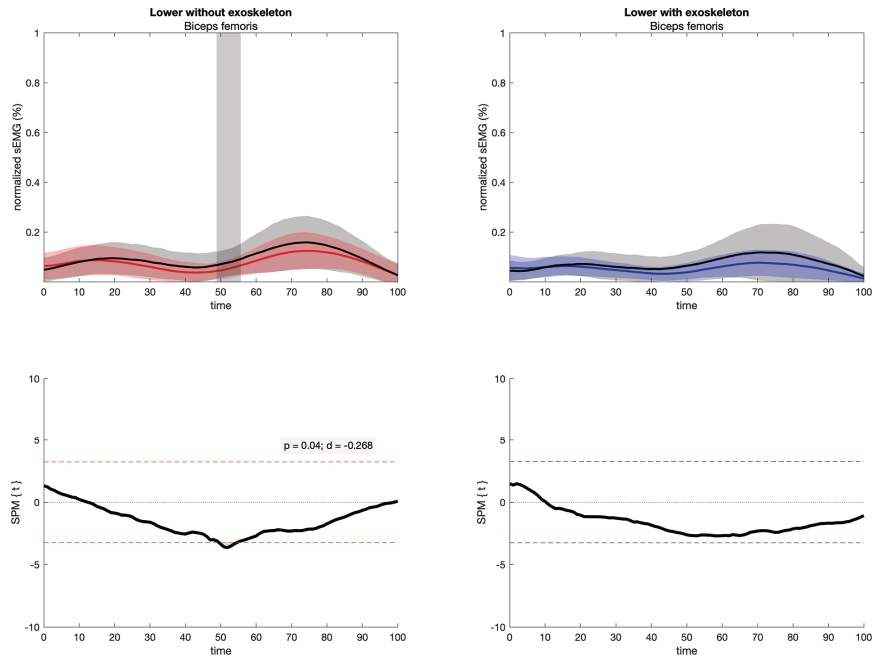 Lower without exoskeleton
Biceps femoris
1
0.8
0.6
0.4
0.2
normalized sEMG (%)
0 10 20 30 40 50 60 70 80 90 100
time
Lower with exoskeleton
Biceps femoris
1
0.8
0.6
0.4
0.2
normalized sEMG (%)
0 10 20 30 40 50 60 70 80 90 100
time
10
5
0
-5
-10
SPM { t }
p = 0.04; d = -0.268
0 10 20 30 40 50 60 70 80 90 100
time
10
5
0
-5
-10
SPM { t }
0 10 20 30 40 50 60 70 80 90 100
time